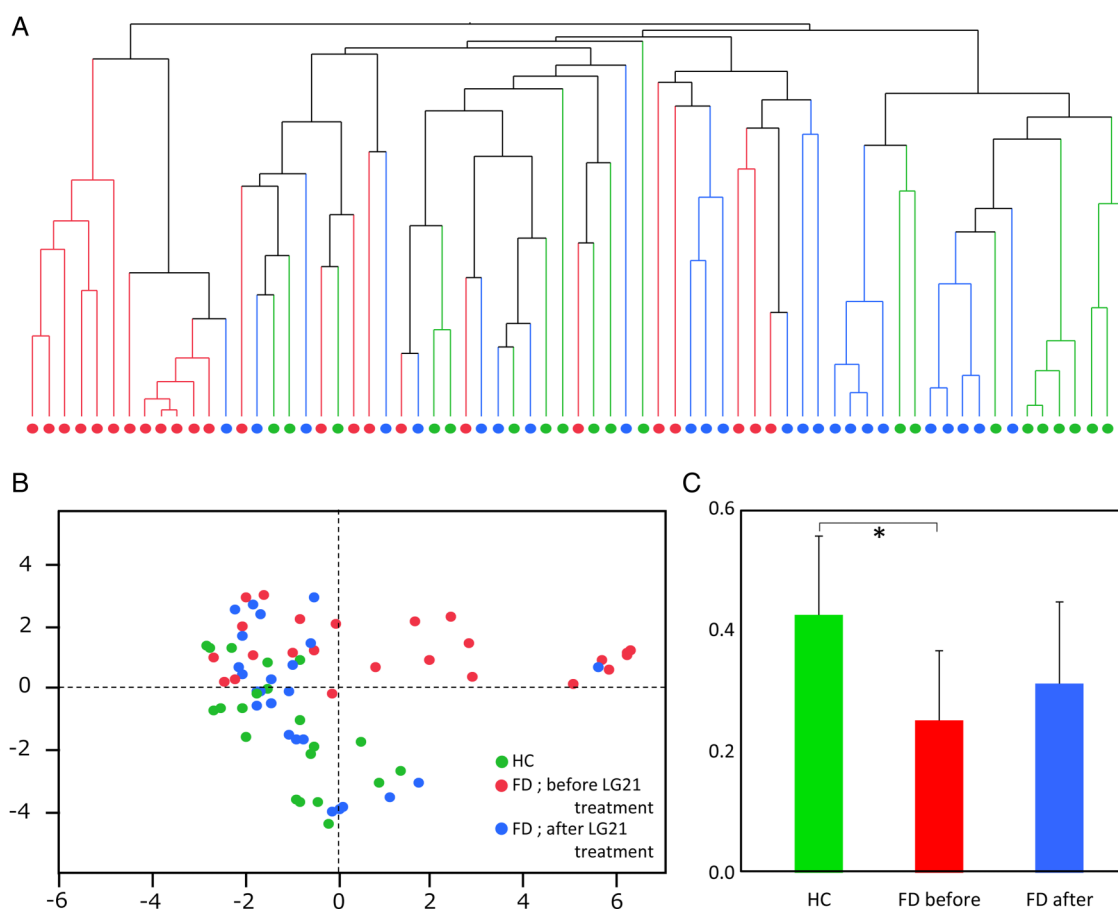 A
B
4
2
0
-2
-4
-6
-4
-2
0
2
4
6
HC
FD ; before LG21
treatment
FD ; after LG21
treatment
C
0.6
0.4
0.2
0.0
*
HC
FD before
FD after